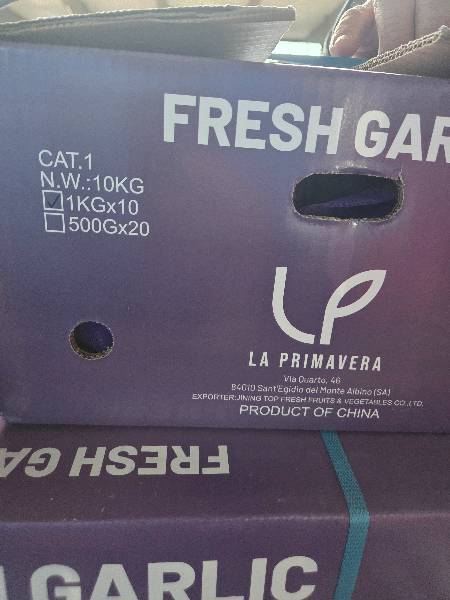 FRESH GAR
CAT.1
N.W.:10KG
1KGx10
500Gx20
LP
LA PRIMAVERA
Via Quarto, 46
84010 Sant'Egidio del Monte Albino (SA)
EXPORTER:JINING TOP FRESH FRUITS & VEGETABLES CO.,LTD.
PRODUCT OF CHINA
FRESH GA
GARLIC